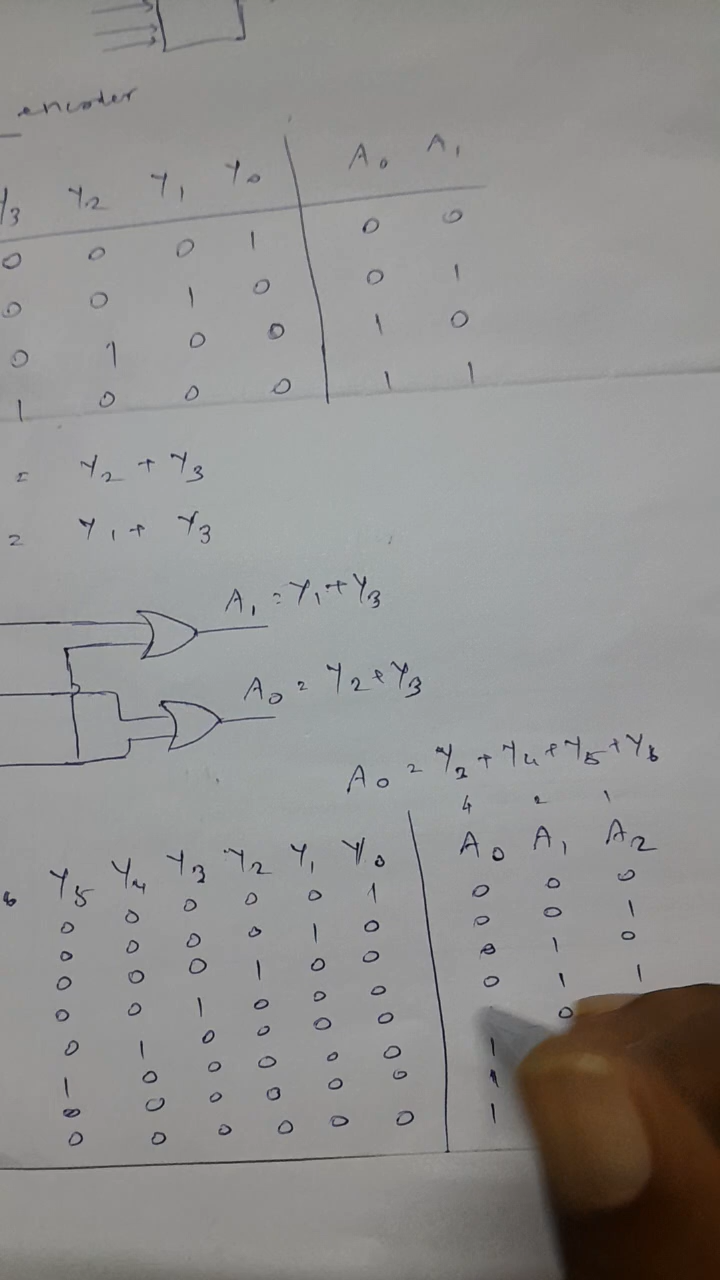 encoder
Y3 Y2 Y1 Y0 A0 A1
0 0 0 1 0 0
0 0 1 0 0 1
0 1 0 0 1 0
1 0 0 0 1 1
= Y2 + Y3
= Y1 + Y3
A1 = Y1 + Y3
A0 = Y2 + Y3
A0 = Y3 + Y4 + Y5 + Y6
4 2 1
Y5 Y4 Y3 Y2 Y1 Y0 A0 A1 A2
0 0 0 0 0 1 0 0 0
0 0 0 0 1 0 0 0 1
0 0 0 1 0 0 0 1 0
0 0 1 0 0 0 0 1 1
0 1 0 0 0 0 0
1 0 0 0 0 0 1
0 0 0 0 0 0 1
0 0 0 0 0 0 1